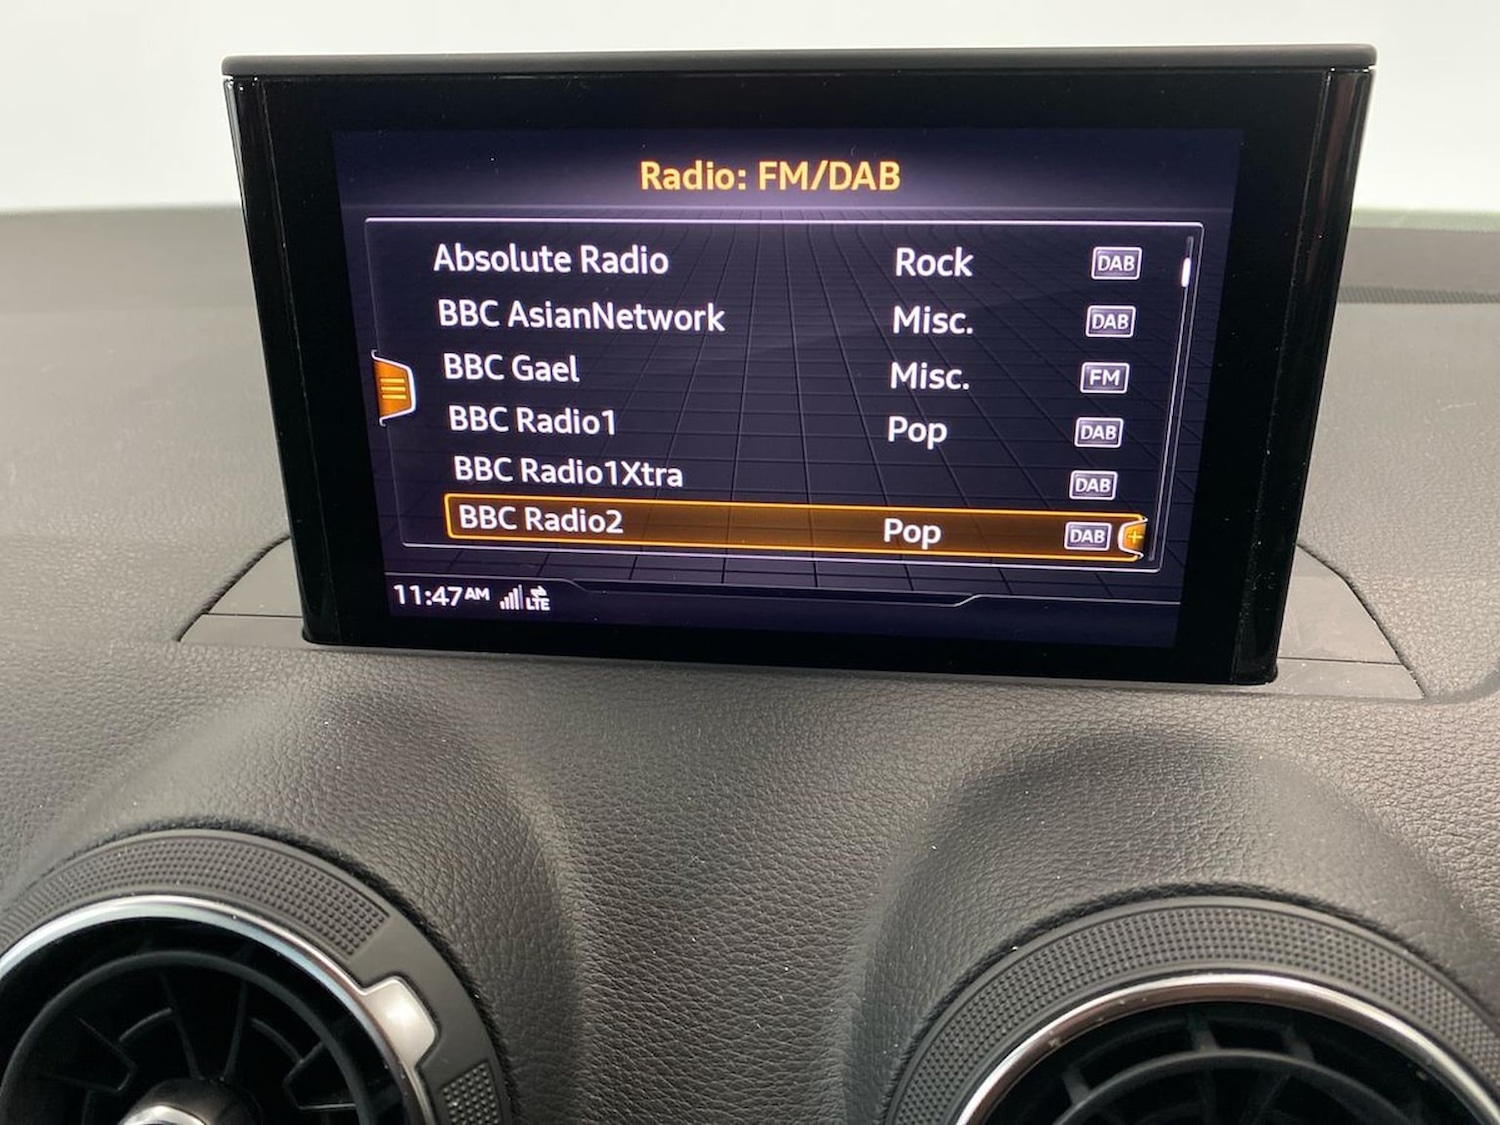 Radio: FM/DAB
Absolute Radio Rock DAB
BBC AsianNetwork Misc. DAB
BBC Gael Misc. FM
BBC Radio1 Pop DAB
BBC Radio1Xtra DAB
BBC Radio2 Pop DAB +
11:47 AM LTE